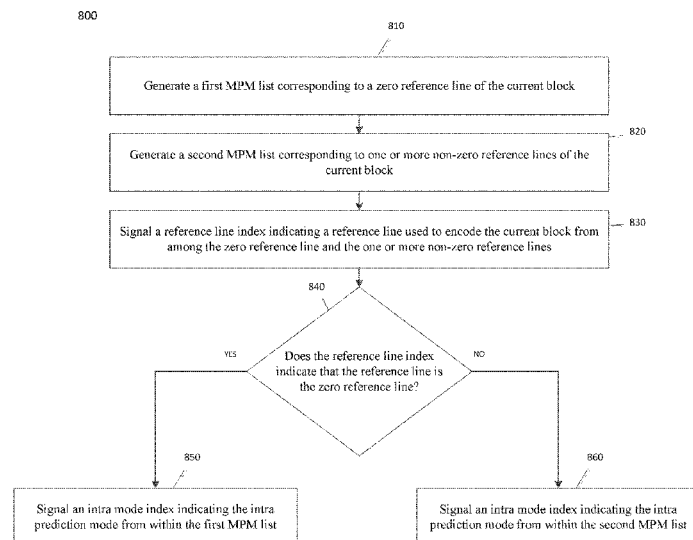 800
810
Generate a first MPM list corresponding to a zero reference line of the current block
820
Generate a second MPM list corresponding to one or more non-zero reference lines of the
current block
830
Signal a reference line index indicating a reference line used to encode the current block from
among the zero reference line and the one or more non-zero reference lines
840
YES
NO
Does the reference line index
indicate that the reference line is
the zero reference line?
850
Signal an intra mode index indicating the intra
prediction mode from within the first MPM list
860
Signal an intra mode index indicating the intra
prediction mode from within the second MPM list